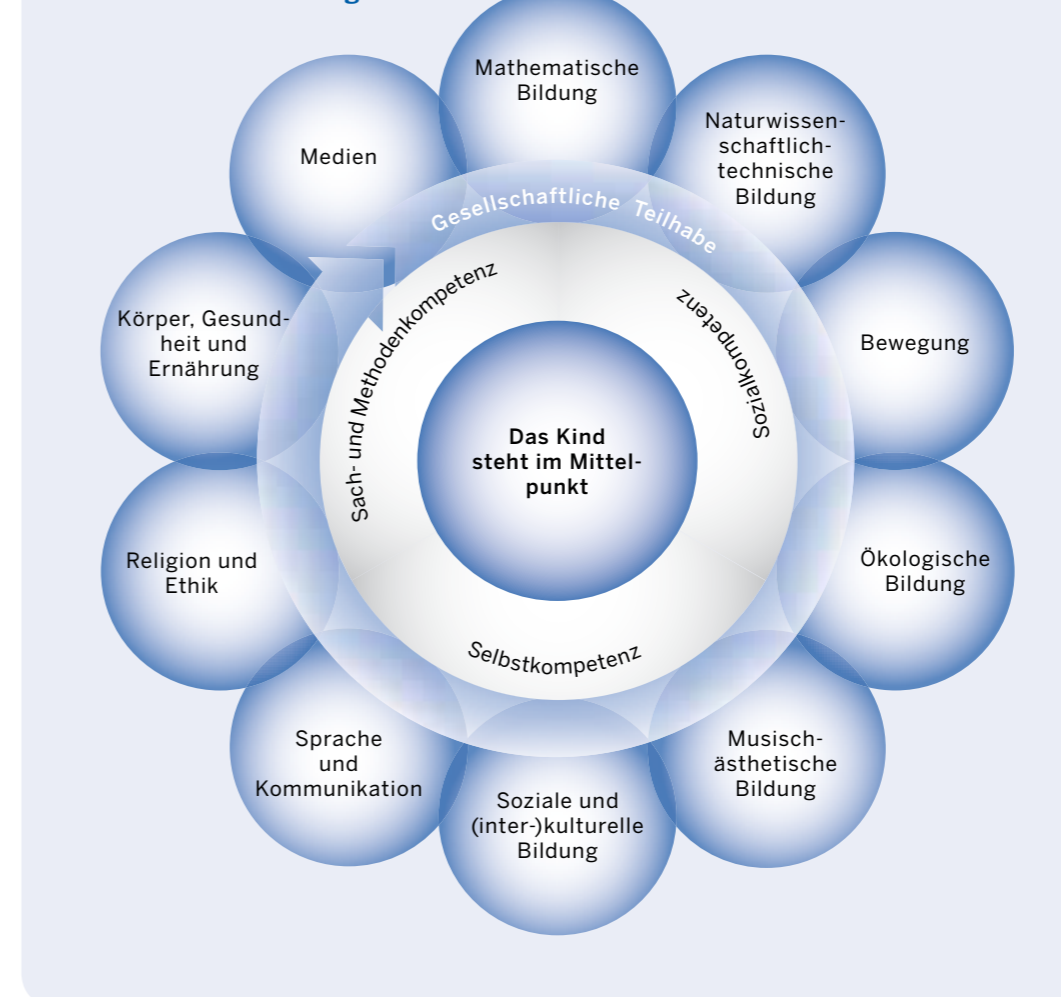 Mathematische
Bildung
Naturwissen-
schaftlich-
technische
Bildung
Medien
Gesellschaftliche Teilhabe
Sach- und Methodenkompetenz
Sozialkompetenz
Körper, Gesund-
heit und
Ernährung
Bewegung
Das Kind
steht im Mittel-
punkt
Religion und
Ethik
Ökologische
Bildung
Selbstkompetenz
Sprache
und
Kommunikation
Musisch-
ästhetische
Bildung
Soziale und
(inter-)kulturelle
Bildung